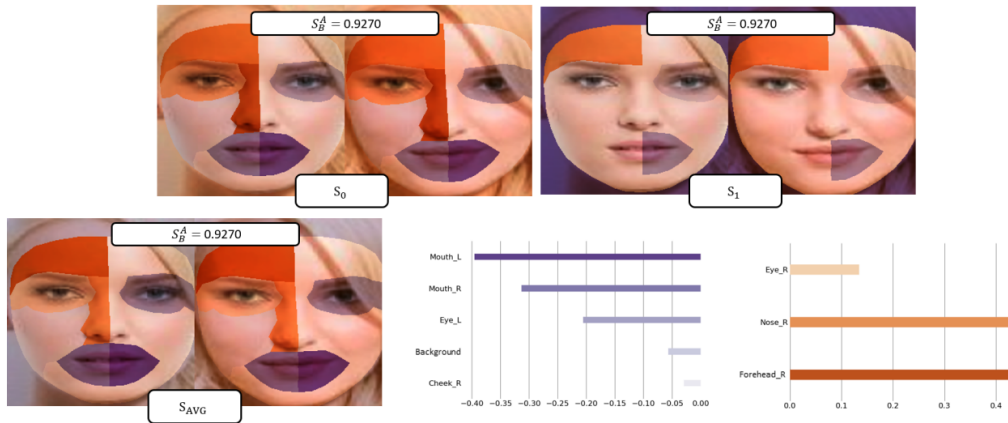 S_B^A = 0.9270
S_B^A = 0.9270
S_0
S_1
S_B^A = 0.9270
S_AVG
Mouth_L
Mouth_R
Eye_L
Background
Cheek_R
−0.40 −0.35 −0.30 −0.25 −0.20 −0.15 −0.10 −0.05 0.00
Eye_R
Nose_R
Forehead_R
0.0 0.1 0.2 0.3 0.4